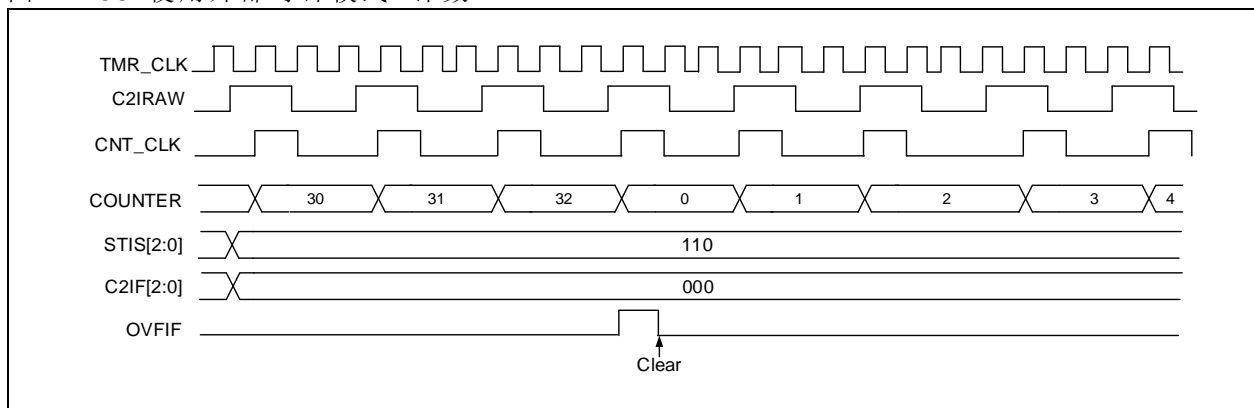 TMR_CLK
C2IRAW
CNT_CLK
COUNTER 30 31 32 0 1 2 3 4
STIS[2:0] 110
C2IF[2:0] 000
OVFIF
Clear